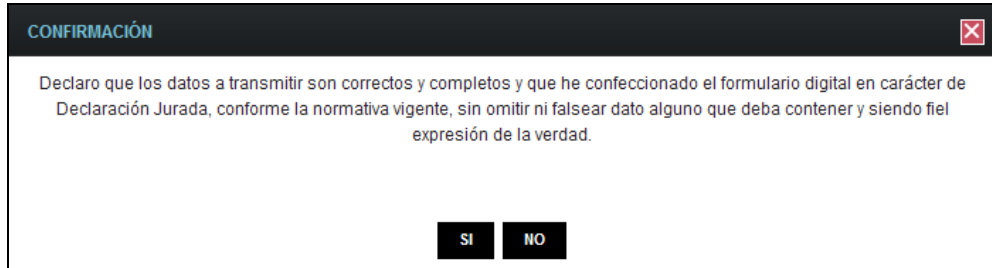 CONFIRMACIÓN
Declaro que los datos a transmitir son correctos y completos y que he confeccionado el formulario digital en carácter de
Declaración Jurada, conforme la normativa vigente, sin omitir ni falsear dato alguno que deba contener y siendo fiel
expresión de la verdad.
SI NO